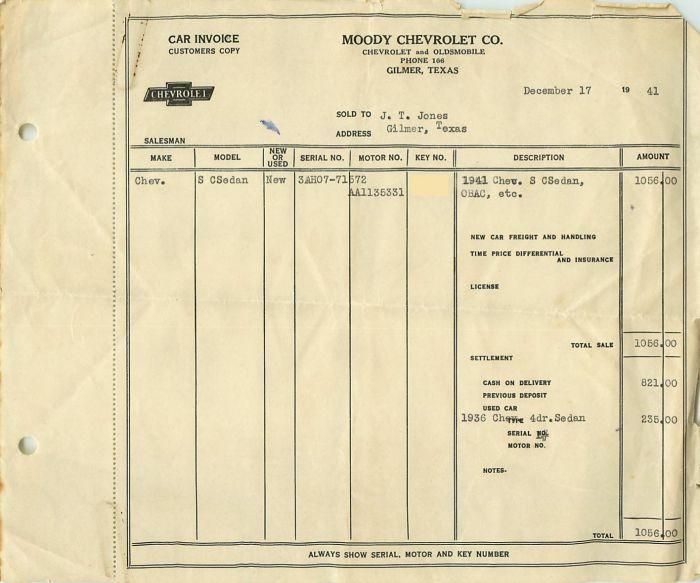 CAR INVOICE
CUSTOMERS COPY
MOODY CHEVROLET CO.
CHEVROLET and OLDSMOBILE
PHONE 166
GILMER, TEXAS
CHEVROLET
December 17 19 41
SOLD TO J. T. Jones
ADDRESS Gilmer, Texas
SALESMAN
MAKE MODEL NEW OR USED SERIAL NO. MOTOR NO. KEY NO. DESCRIPTION AMOUNT
Chev. S CSedan New 3AH07-71572 1941 Chev. S CSedan, 1056.00
AA1135331 OHAC, etc.
NEW CAR FREIGHT AND HANDLING
TIME PRICE DIFFERENTIAL
AND INSURANCE
LICENSE
TOTAL SALE 1056.00
SETTLEMENT
CASH ON DELIVERY 821.00
PREVIOUS DEPOSIT
USED CAR
TYPE 1936 Chev. 4dr. Sedan 235.00
SERIAL NO.
MOTOR NO.
NOTES-
TOTAL 1056.00
ALWAYS SHOW SERIAL, MOTOR AND KEY NUMBER